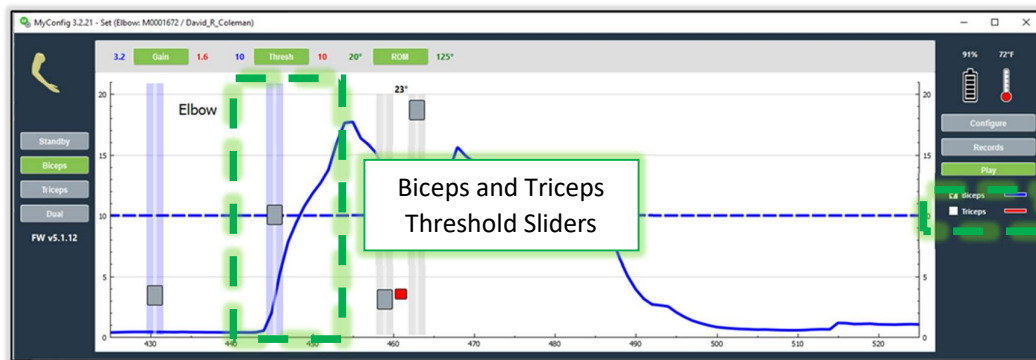 MyConfig 3.2.21 - Set (Elbow: M0001672 / David_R_Coleman)
3.2 Gain 1.6 10 Thresh 10 20° ROM 125°
91% 72°F
23°
20 20
Elbow
Configure
Standby
Records
15 15
Biceps
Play
Biceps and Triceps
Threshold Sliders
Triceps
Biceps
Dual
Triceps
10
FW v5.1.12
5 5
0 0
430 440 450 460 470 480 490 500 510 520